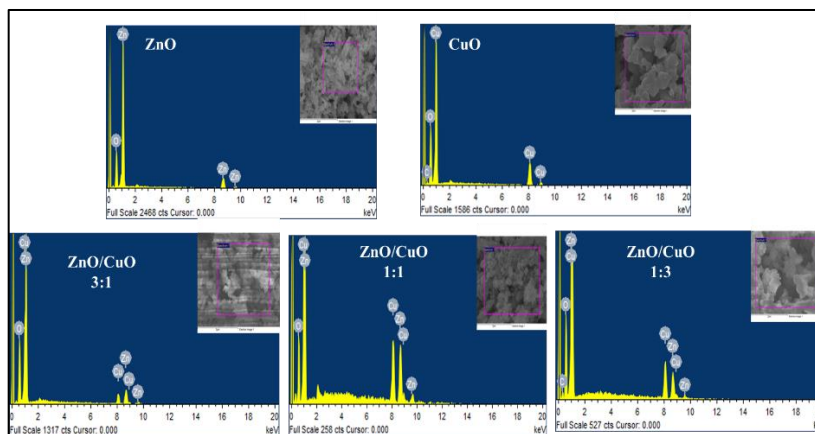 ZnO
Zn
O
Zn
Zn
0 2 4 6 8 10 12 14 16 18 20
Full Scale 2468 cts Cursor: 0.000 keV
CuO
Cu
O
C
Cu
Cu
0 2 4 6 8 10 12 14 16 18 20
Full Scale 1586 cts Cursor: 0.000 keV
ZnO/CuO
3:1
Cu
Zn
O
Zn
Cu
Cu
Zn
0 2 4 6 8 10 12 14 16 18 20
Full Scale 1317 cts Cursor: 0.000 keV
ZnO/CuO
1:1
Cu
Zn
O
Cu
Zn
Cu
Zn
0 2 4 6 8 10 12 14 16 18 20
Full Scale 258 cts Cursor: 0.000 keV
ZnO/CuO
1:3
Zn
Cu
O
C
Cu
Zn
Cu
Zn
0 2 4 6 8 10 12 14 16 18
Full Scale 527 cts Cursor: 0.000 ke